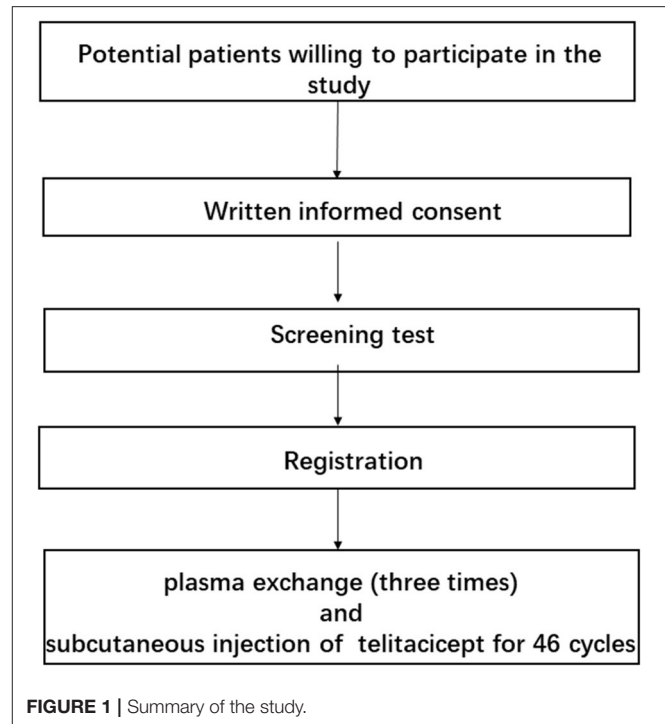 Potential patients willing to participate in the
study
Written informed consent
Screening test
Registration
plasma exchange (three times)
and
subcutaneous injection of telitacicept for 46 cycles
FIGURE 1 | Summary of the study.